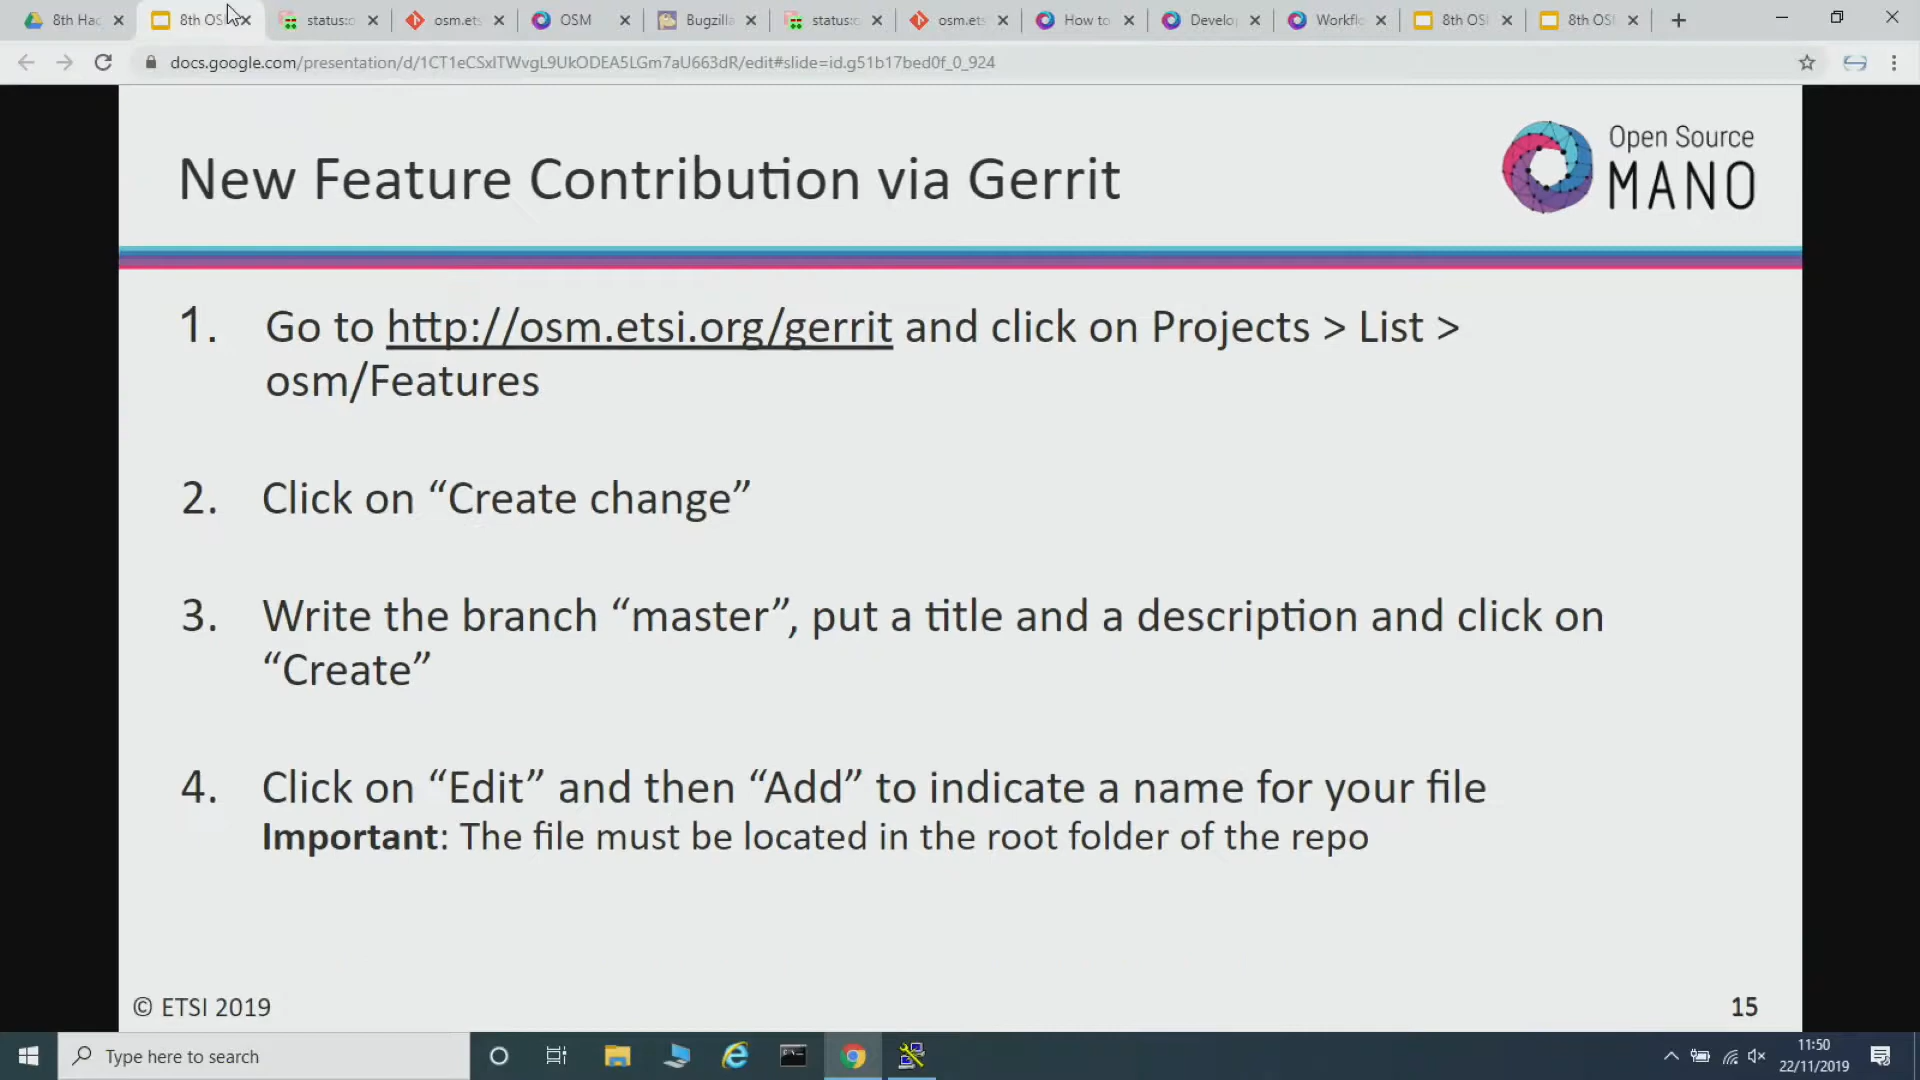 8th Hac
8th OS
status:o
osm.ets
OSM
Bugzilla
status:o
osm.ets
How to
Develop
Workfl
8th OS
8th OS
docs.google.com/presentation/d/1CT1eCSxITWvgL9UkODEA5LGm7aU663dR/edit#slide=id.g51b17bed0f_0_924
New Feature Contribution via Gerrit
Open Source
MANO
1. Go to http://osm.etsi.org/gerrit and click on Projects > List >
osm/Features
2. Click on “Create change”
3. Write the branch “master”, put a title and a description and click on
“Create”
4. Click on “Edit” and then “Add” to indicate a name for your file
Important: The file must be located in the root folder of the repo
© ETSI 2019
15
Type here to search
11:50
22/11/2019